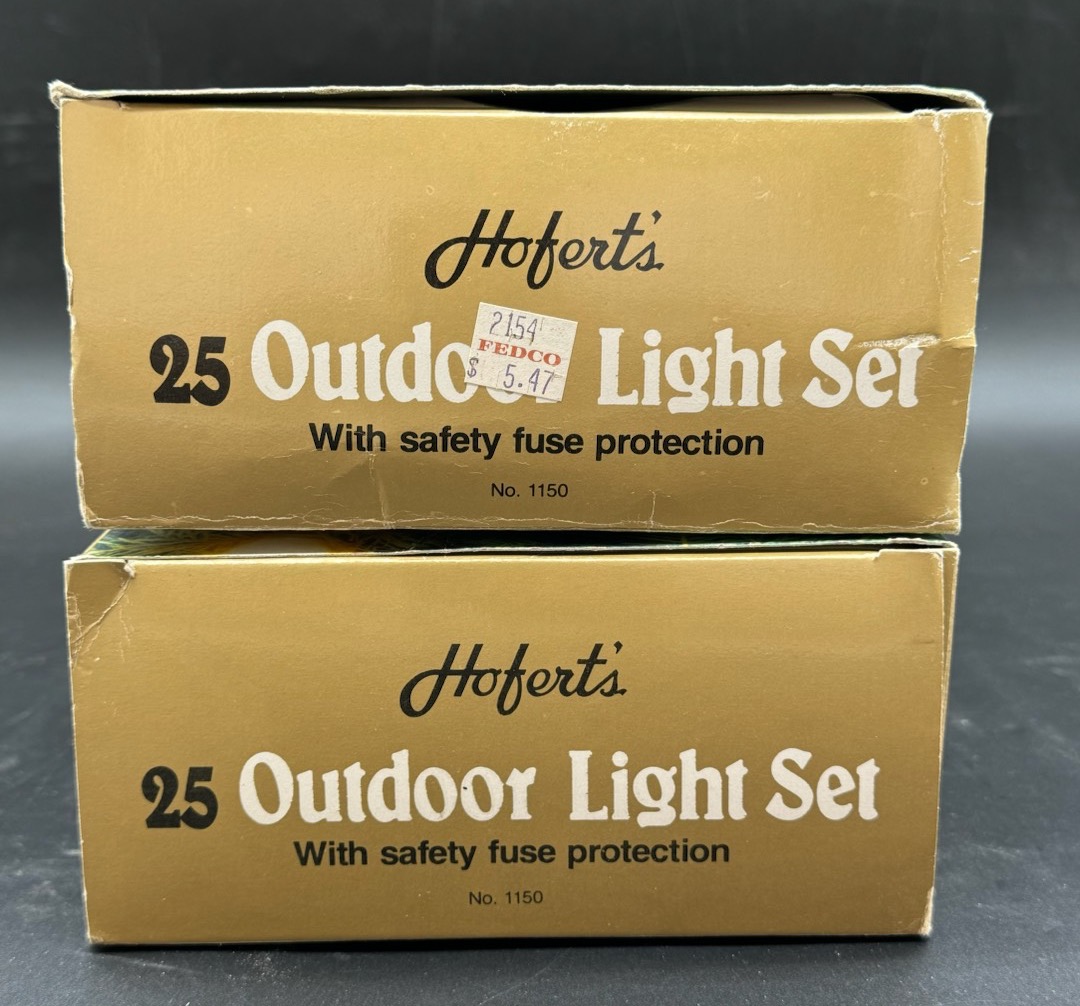 Hofert's
2154
FEDCO
$ 5.47
25 Outdoor Light Set
With safety fuse protection
No. 1150
Hofert's
25 Outdoor Light Set
With safety fuse protection
No. 1150